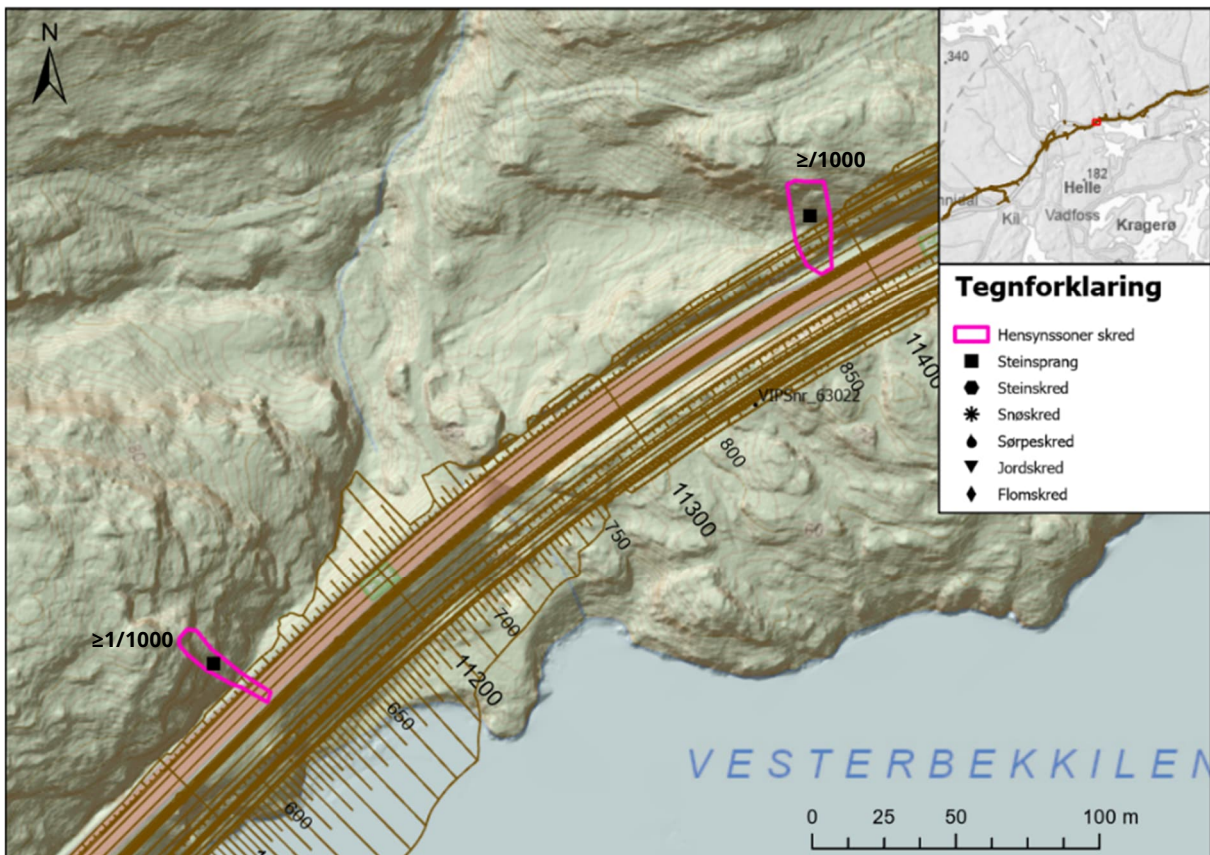 N
≥/1000
≥1/1000
340
182
Helle
Kil
Vadfoss
Kragerø
Tegnforklaring
Hensynssoner skred
Steinsprang
Steinskred
Snøskred
Sørpeskred
Jordskred
Flomskred
11400
850
VIPSnr_63022
800
11300
750
700
11200
650
600
VESTERBEKKILEN
0 25 50 100 m